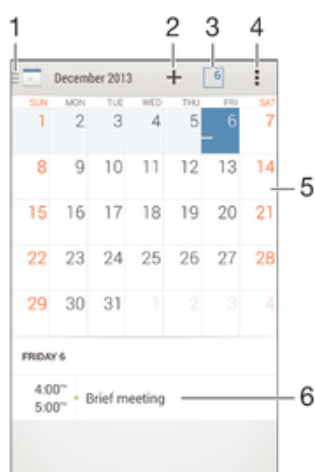 1 2 3 4
December 2013 + 6
SUN MON TUE WED THU FRI SAT
1 2 3 4 5 6 7
8 9 10 11 12 13 14 5
15 16 17 18 19 20 21
22 23 24 25 26 27 28
29 30 31 1 2 3 4
FRIDAY 6
4:00 PM
Brief meeting 6
5:00 PM